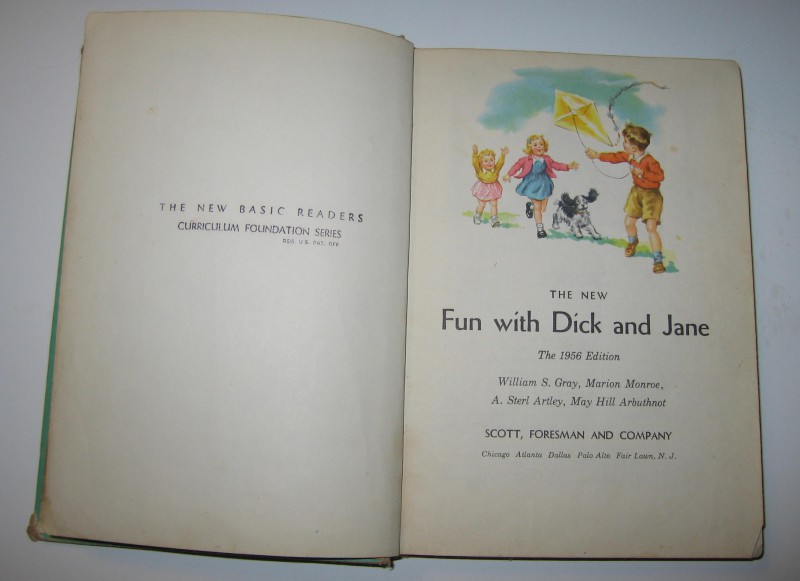 THE NEW BASIC READERS
CURRICULUM FOUNDATION SERIES
REG. U.S. PAT. OFF.
THE NEW
Fun with Dick and Jane
The 1956 Edition
William S. Gray, Marion Monroe,
A. Sterl Artley, May Hill Arbuthnot
SCOTT, FORESMAN AND COMPANY
Chicago Atlanta Dallas Palo Alto Fair Lawn, N. J.